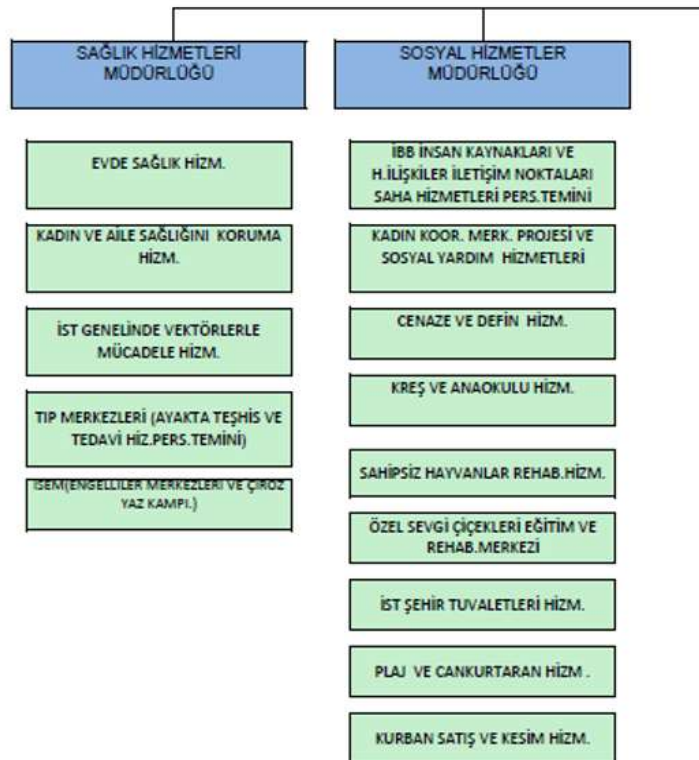 SAĞLIK HİZMETLERİ
MÜDÜRLÜĞÜ
EVDE SAĞLIK HİZM.
KADIN VE AİLE SAĞLIĞINI KORUMA
HİZM.
İST GENELİNDE VEKTÖRLERLE
MÜCADELE HİZM.
TIP MERKEZLERİ (AYAKTA TEŞHİS VE
TEDAVİ HİZ.PERS.TEMİNİ)
İSEM(ENGELLİLER MERKEZLERİ VE ÇİROZ
YAZ KAMPI.)
SOSYAL HİZMETLER
MÜDÜRLÜĞÜ
İBB İNSAN KAYNAKLARI VE
H.İLİŞKİLER İLETİŞİM NOKTALARI
SAHA HİZMETLERİ PERS.TEMİNİ
KADIN KOOR. MERK. PROJESİ VE
SOSYAL YARDIM HİZMETLERİ
CENAZE VE DEFİN HİZM.
KREŞ VE ANAOKULU HİZM.
SAHİPSİZ HAYVANLAR REHAB.HİZM.
ÖZEL SEVGİ ÇİÇEKLERİ EĞİTİM VE
REHAB.MERKEZİ
İST ŞEHİR TUVALETLERİ HİZM.
PLAJ VE CANKURTARAN HİZM .
KURBAN SATIŞ VE KESİM HİZM.